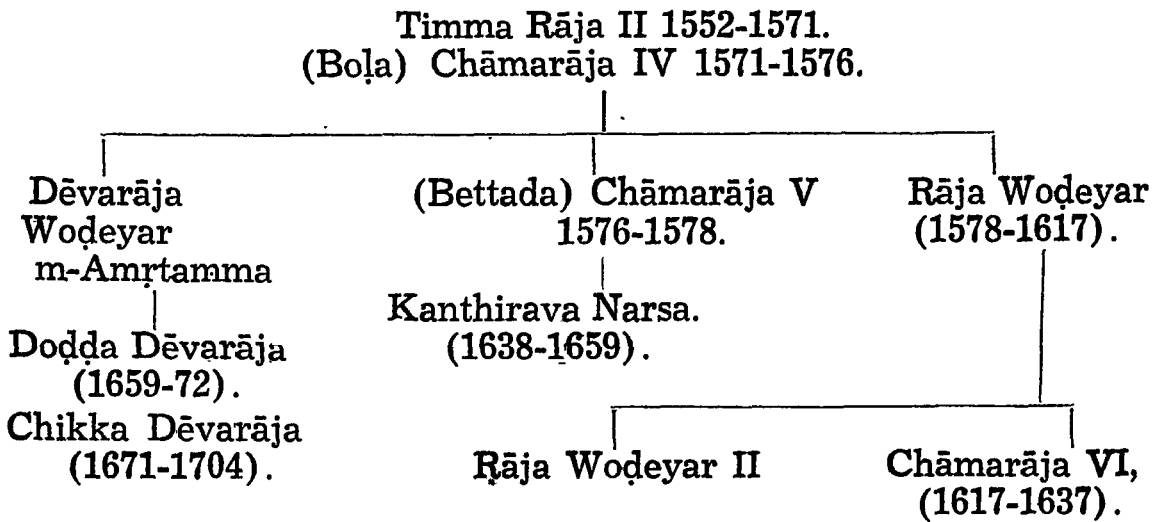 Timma Rāja II 1552-1571.
(Boḷa) Chāmarāja IV 1571-1576.
Dēvarāja
Woḍeyar
m-Amṛtamma
(Bettada) Chāmarāja V
1576-1578.
Rāja Woḍeyar
(1578-1617).
Doḍḍa Dēvarāja
(1659-72).
Chikka Dēvarāja
(1671-1704).
Kanthirava Narsa.
(1638-1659).
Rāja Woḍeyar II
Chāmarāja VI,
(1617-1637).